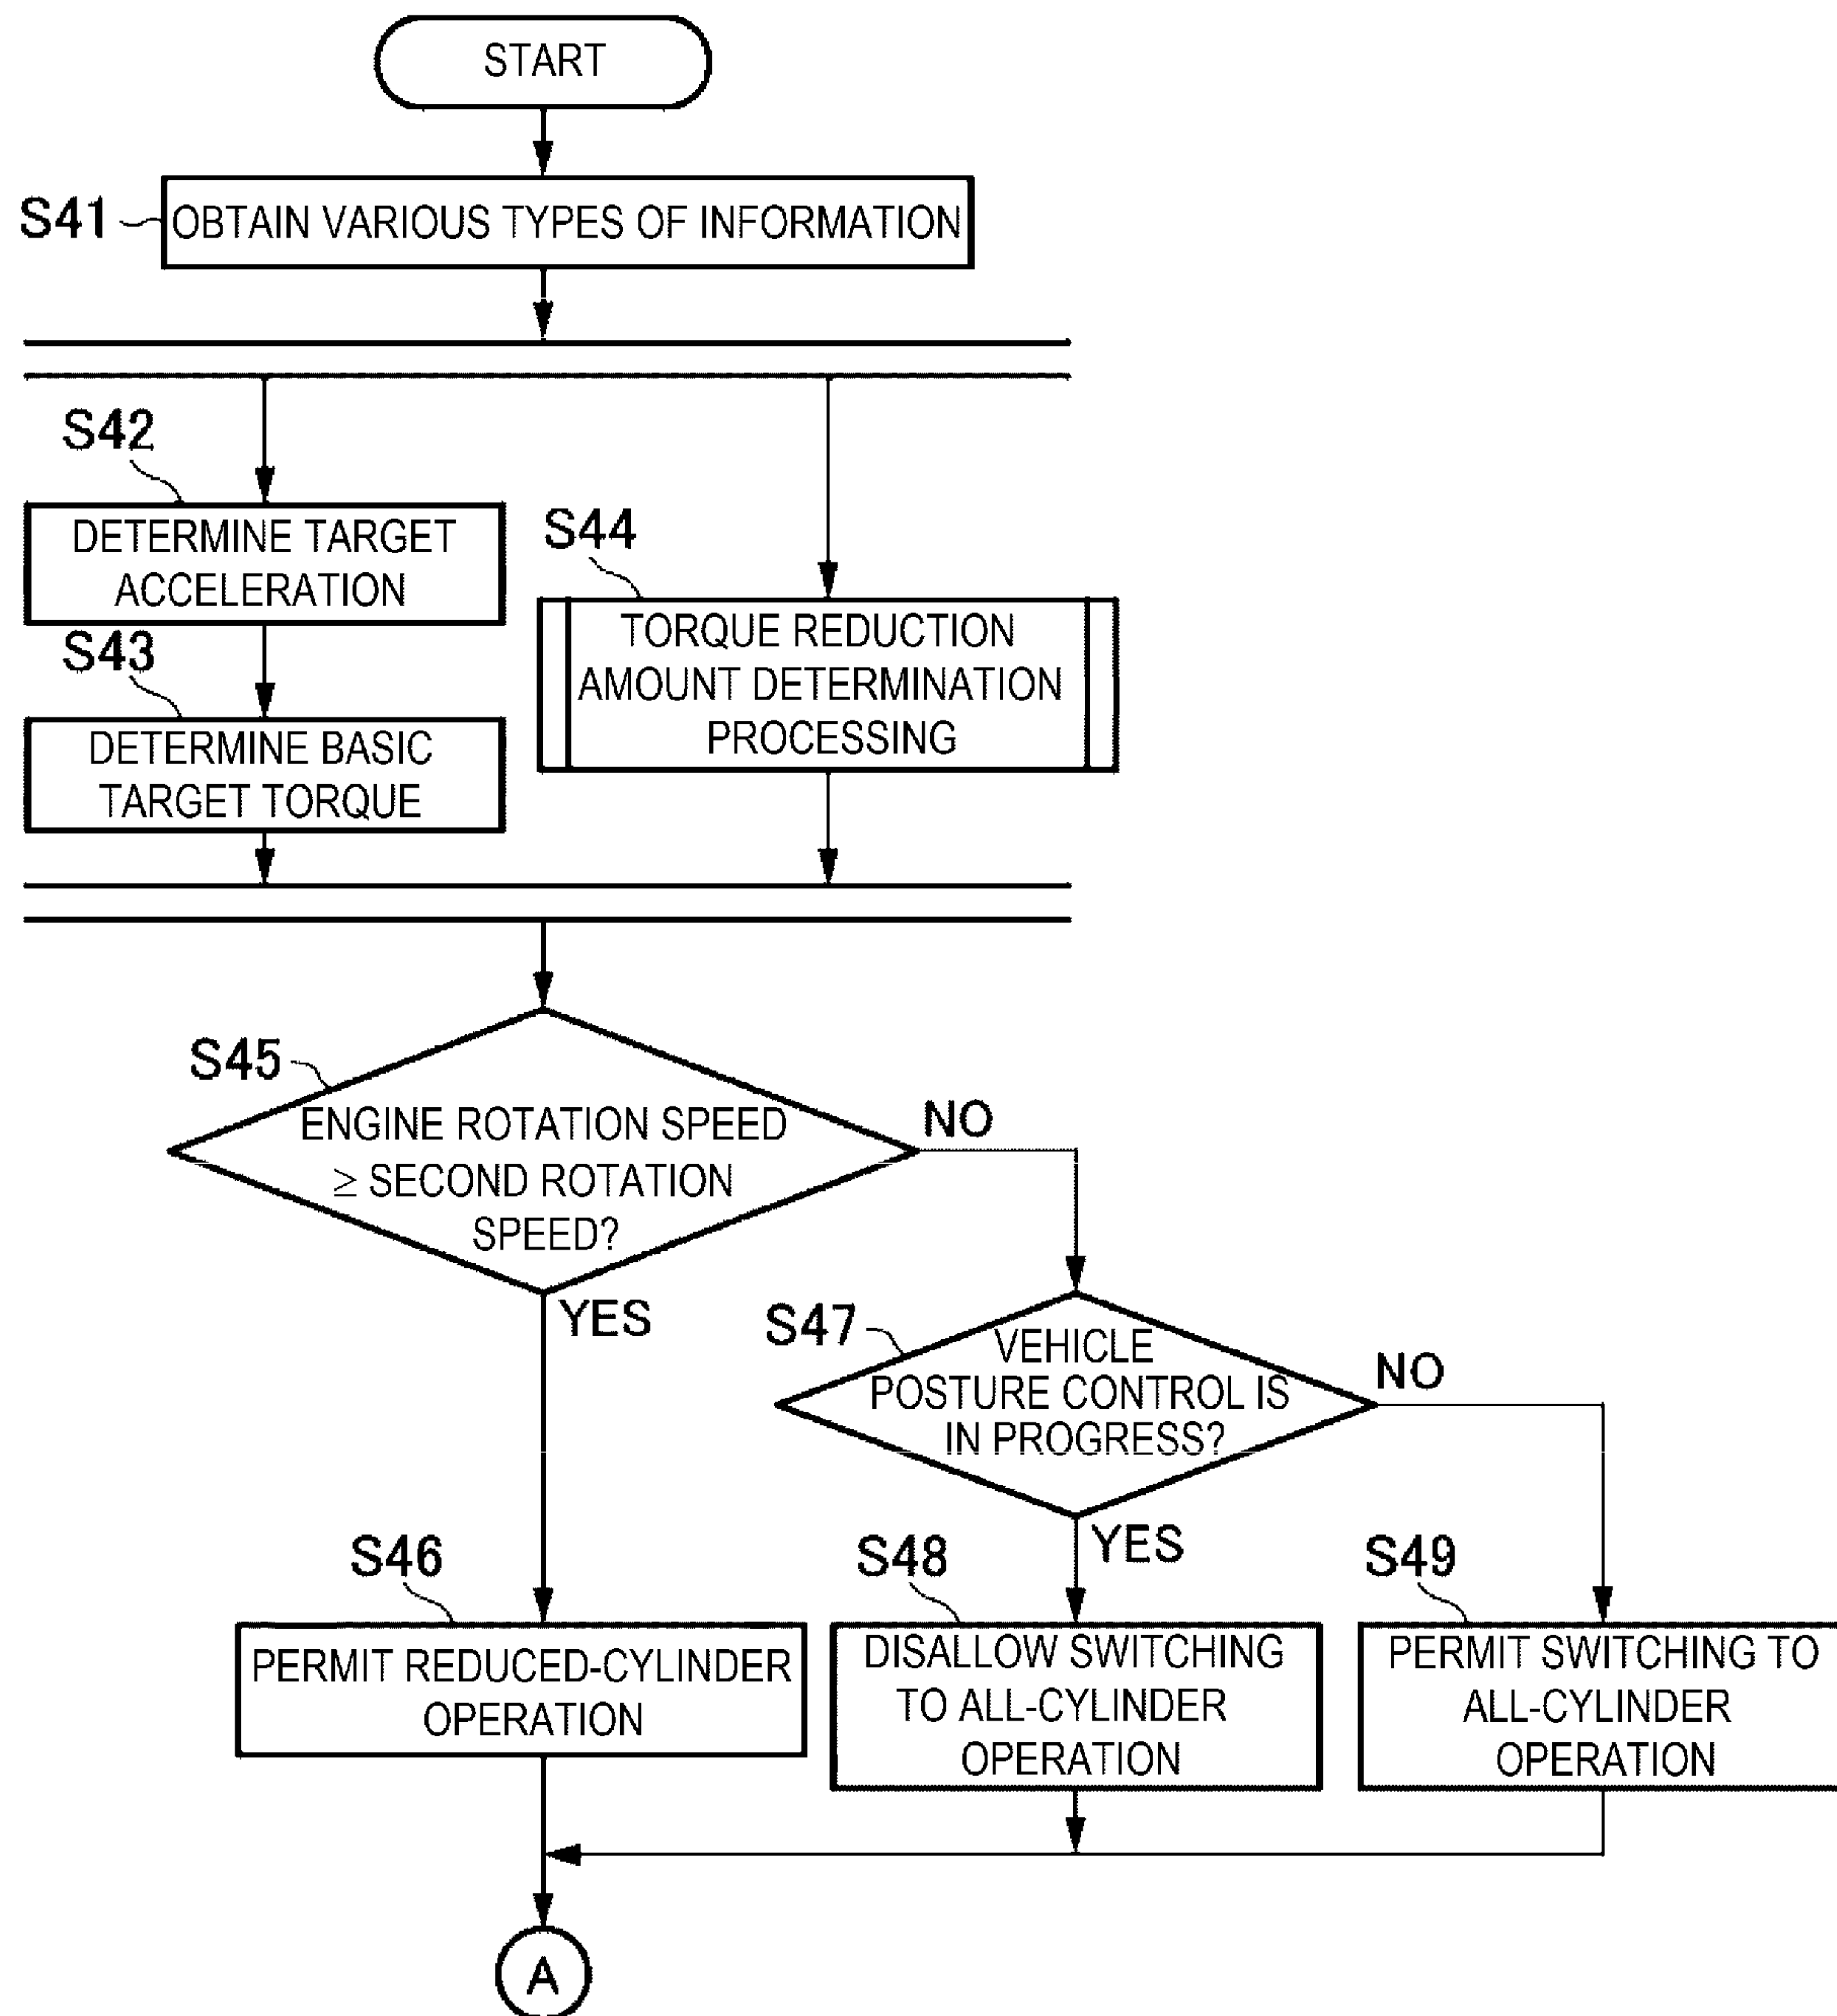 START
S41
OBTAIN VARIOUS TYPES OF INFORMATION
S42
DETERMINE TARGET
ACCELERATION
S43
DETERMINE BASIC
TARGET TORQUE
S44
TORQUE REDUCTION
AMOUNT DETERMINATION
PROCESSING
S45
ENGINE ROTATION SPEED
≥ SECOND ROTATION
SPEED?
NO
YES
S47
VEHICLE
POSTURE CONTROL IS
IN PROGRESS?
NO
YES
S46
PERMIT REDUCED-CYLINDER
OPERATION
S48
DISALLOW SWITCHING
TO ALL-CYLINDER
OPERATION
S49
PERMIT SWITCHING TO
ALL-CYLINDER
OPERATION
A